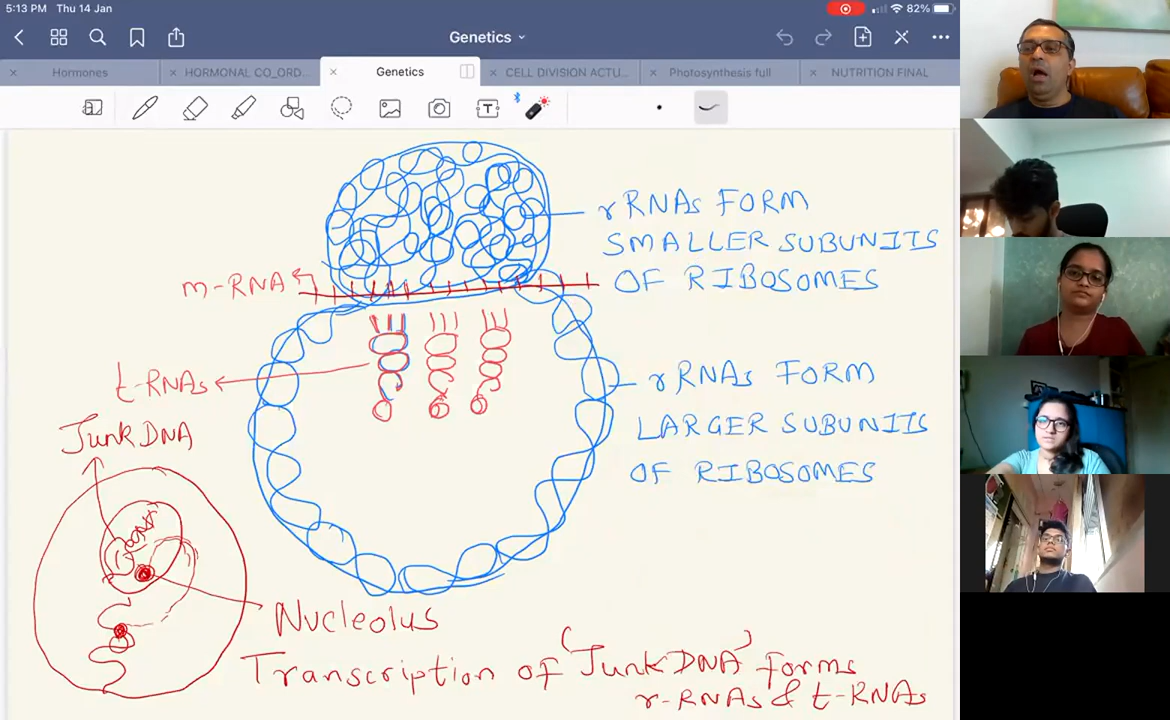 5:13 PM Thu 14 Jan
82%
Genetics
Hormones
HORMONAL CO_ORD...
Genetics
CELL DIVISION ACTU...
Photosynthesis full
NUTRITION FINAL
rRNAs FORM
SMALLER SUBUNITS
OF RIBOSOMES
m-RNA
t-RNAs
rRNAs FORM
LARGER SUBUNITS
OF RIBOSOMES
Junk DNA
Nucleolus
Transcription of (Junk DNA) forms
r-RNAs & t-RNAs